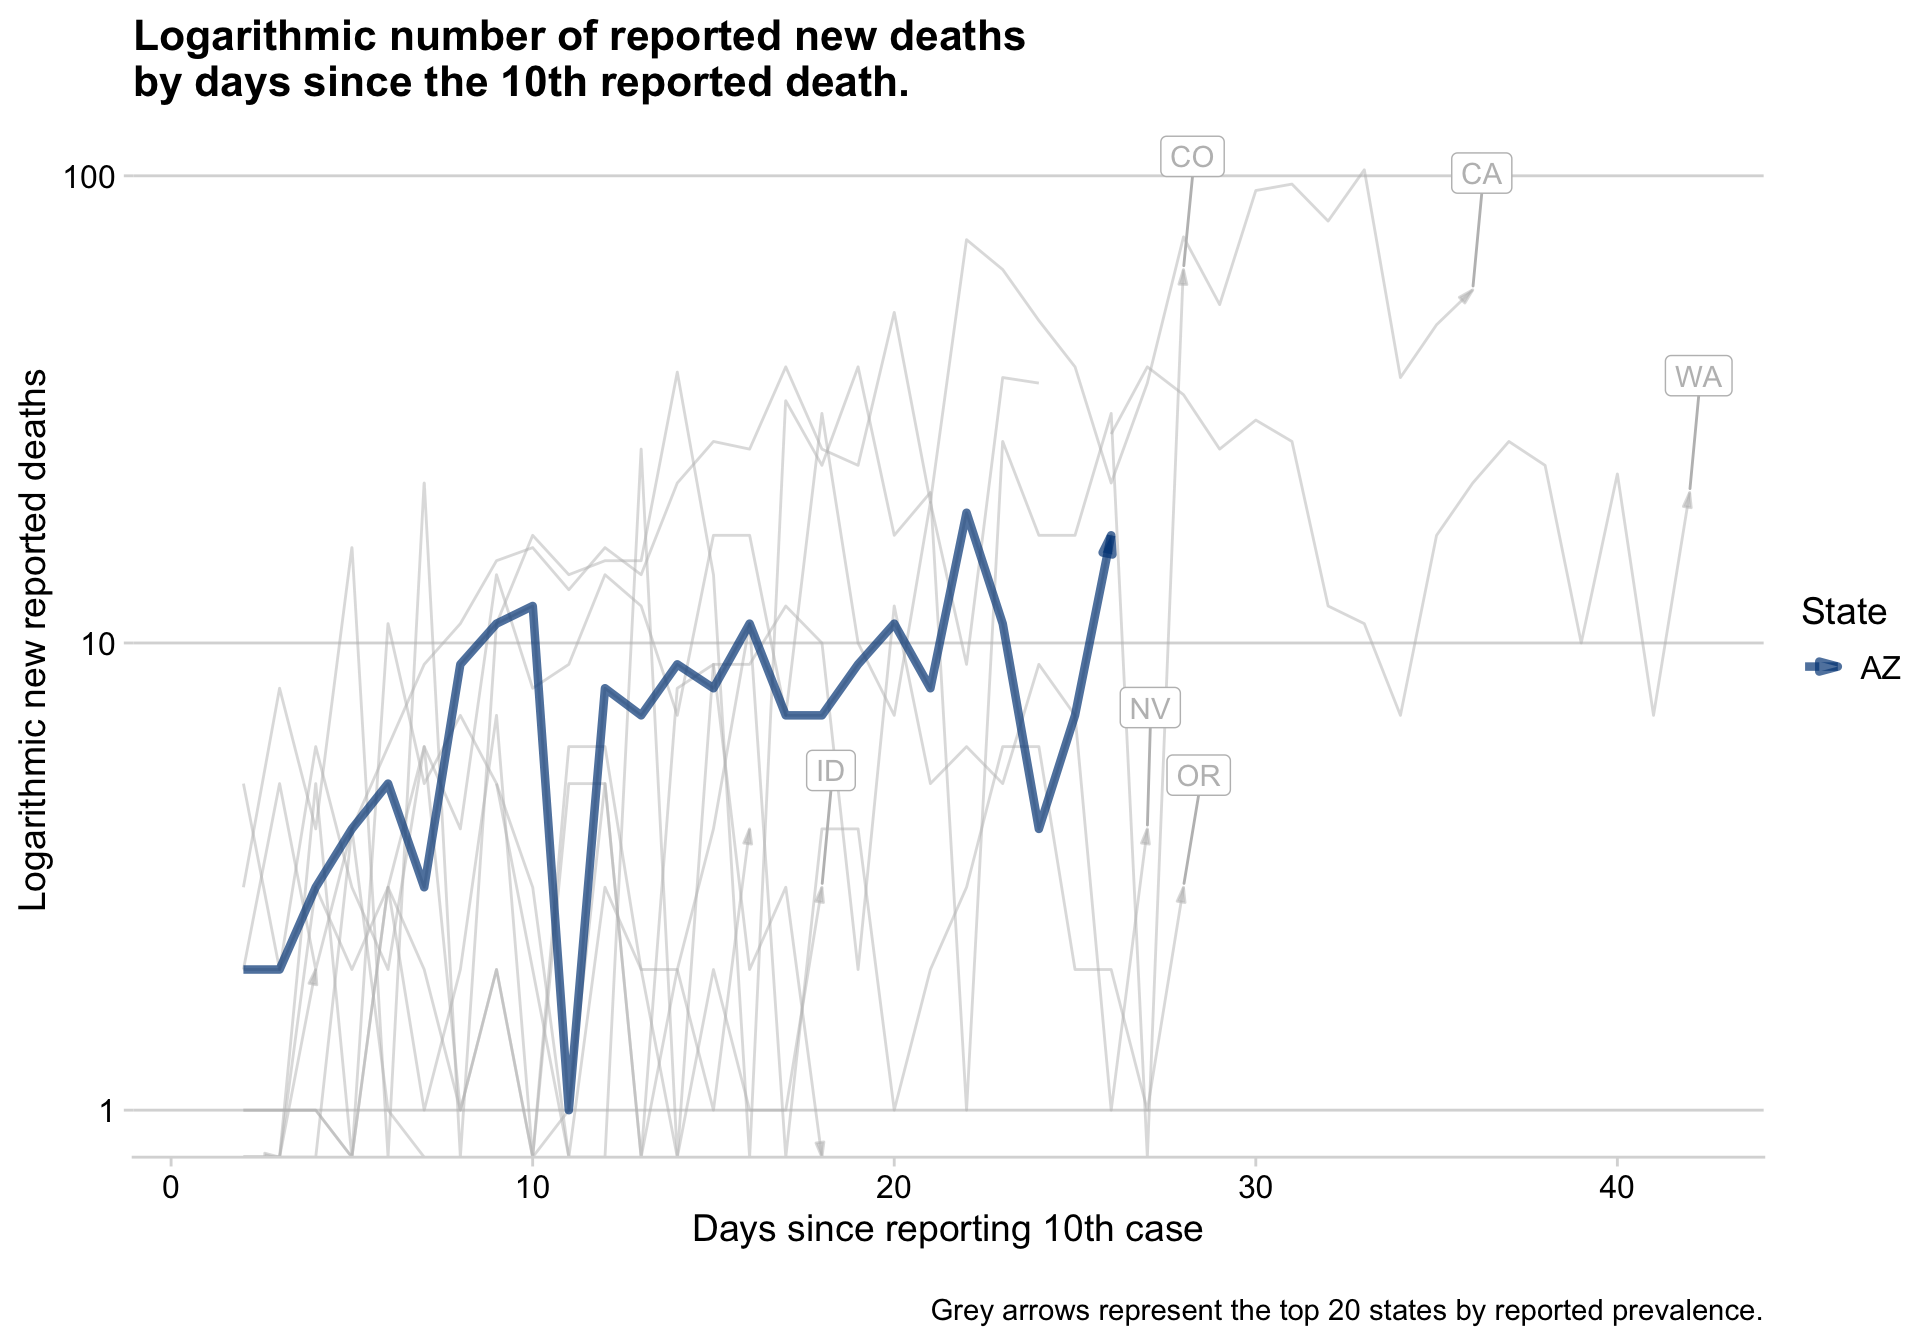 Logarithmic number of reported new deaths
by days since the 10th reported death.
Logarithmic new reported deaths
100
10
1
CO
CA
WA
NV
OR
ID
State
AZ
0 10 20 30 40
Days since reporting 10th case
Grey arrows represent the top 20 states by reported prevalence.